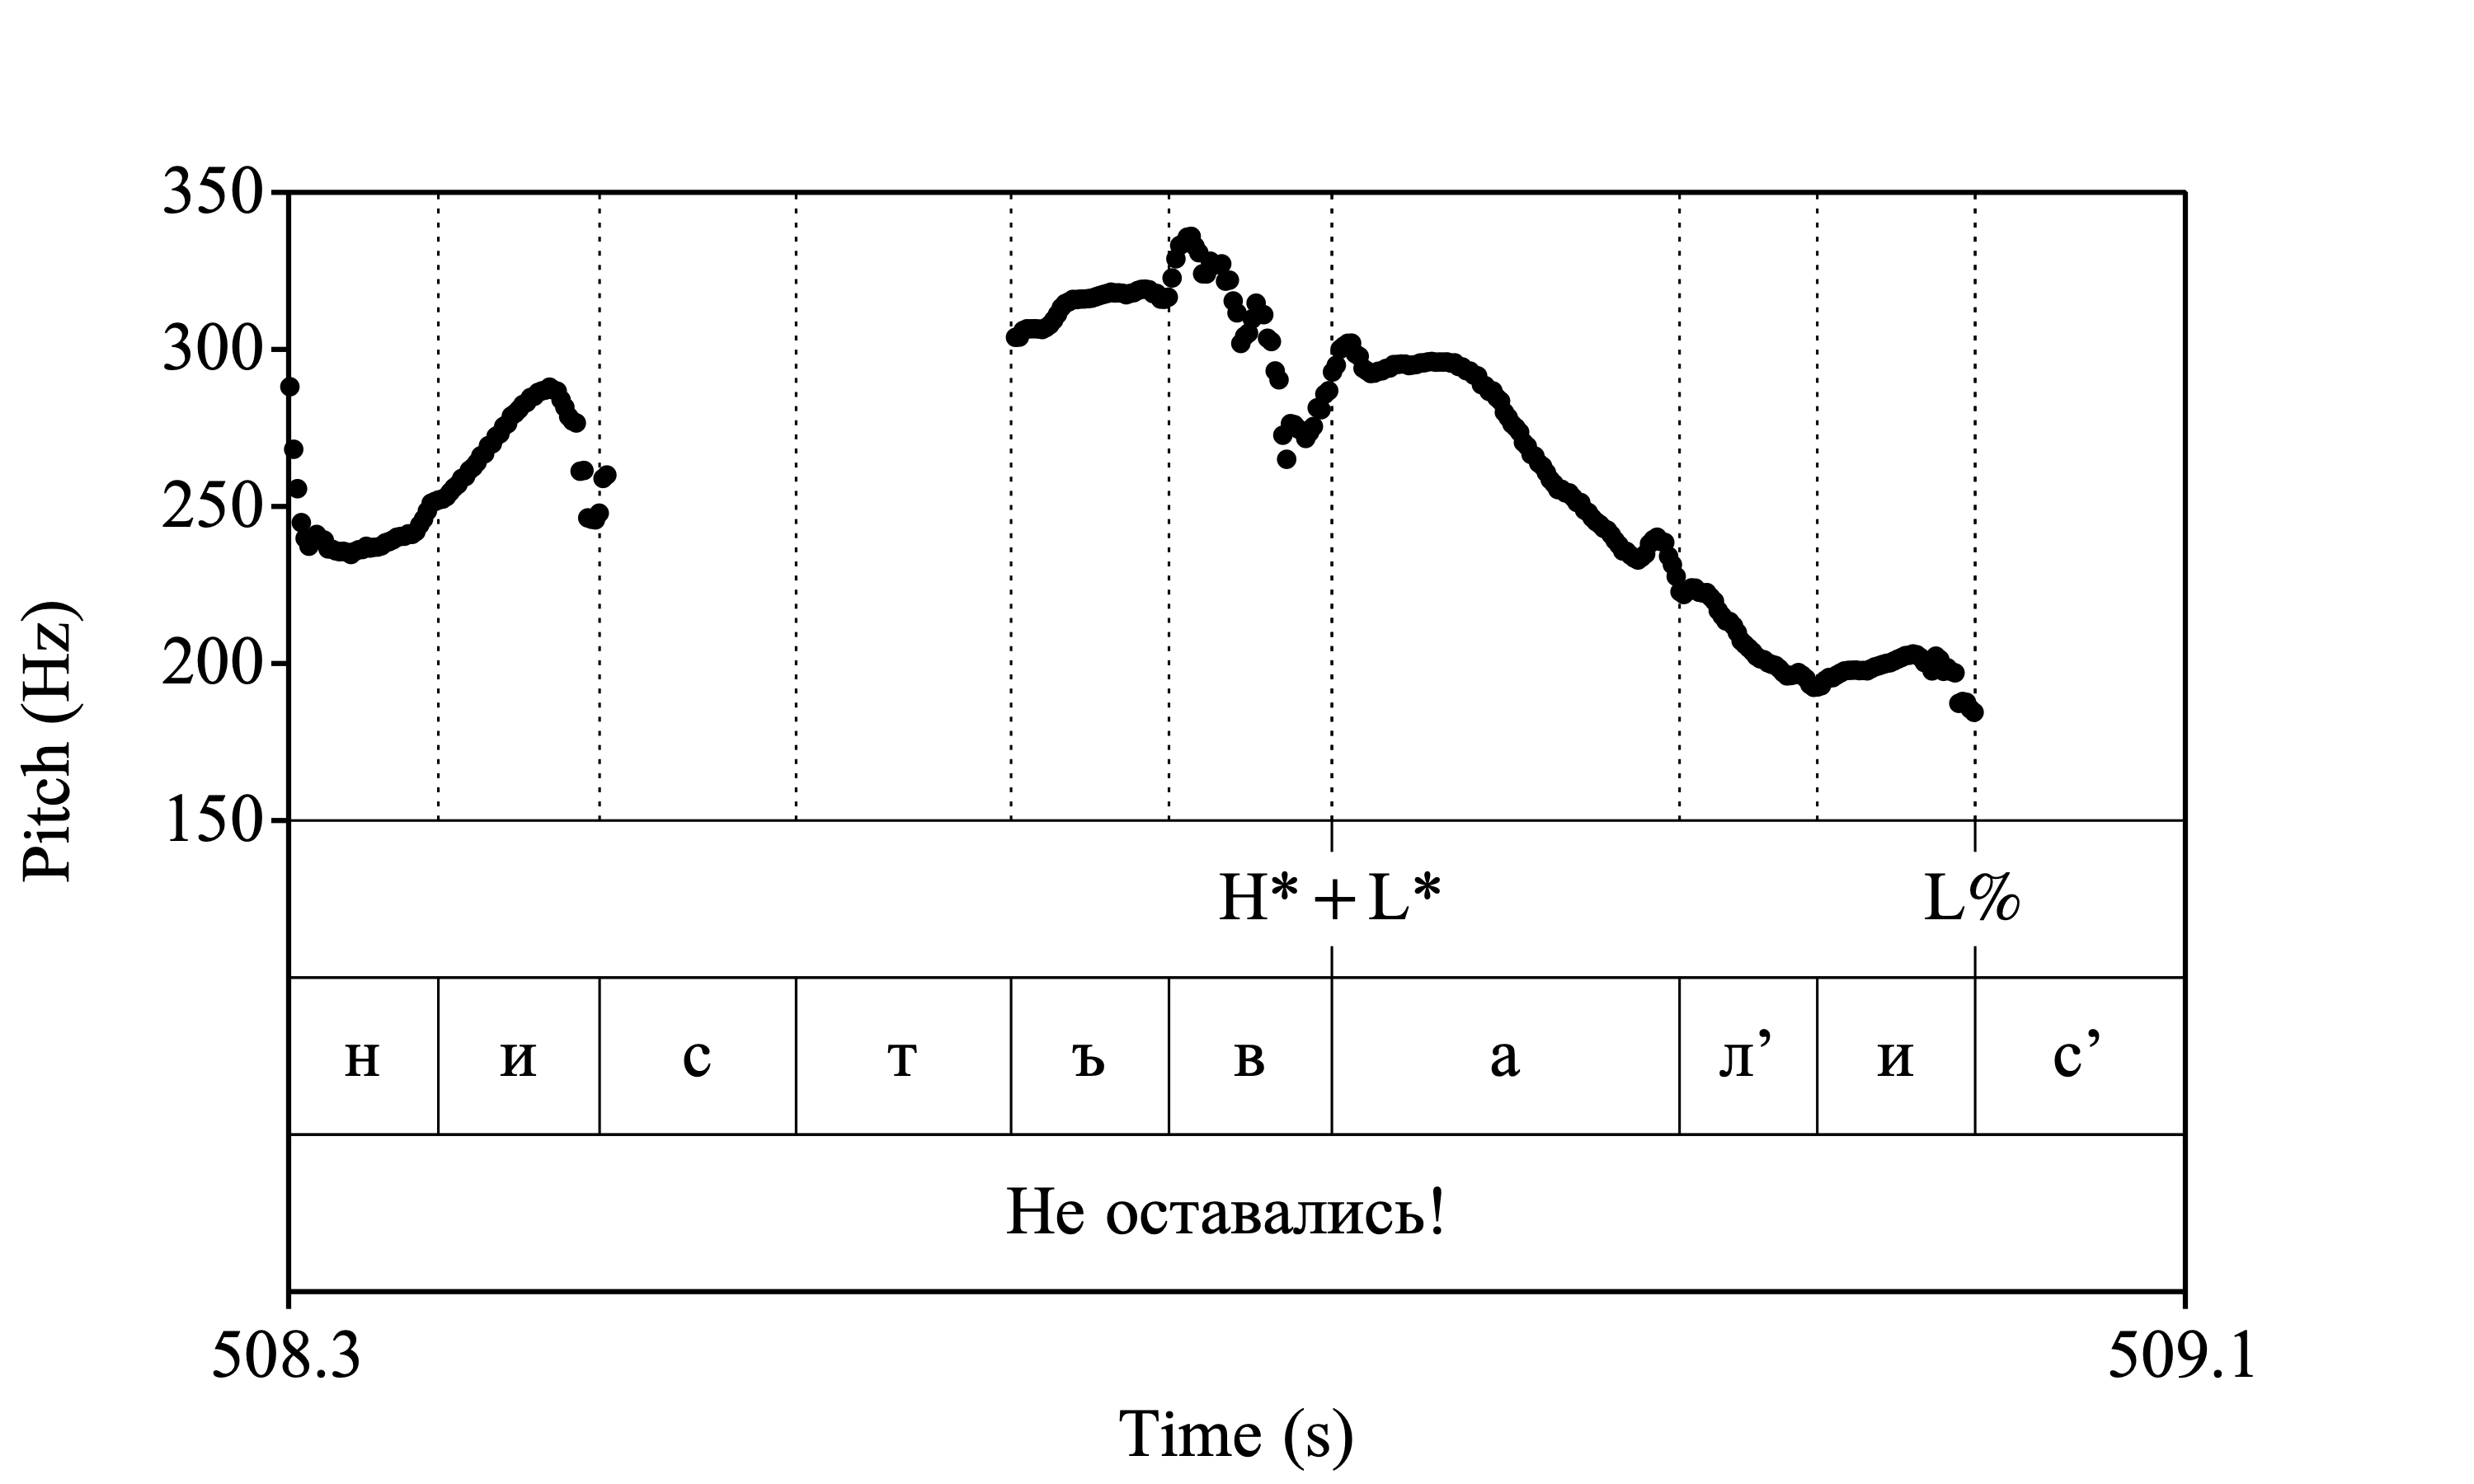 350
300
250
200
150
Pitch (Hz)
H*+L* L%
н и с т ъ в а л’ и с’
Не оставались!
508.3 509.1
Time (s)